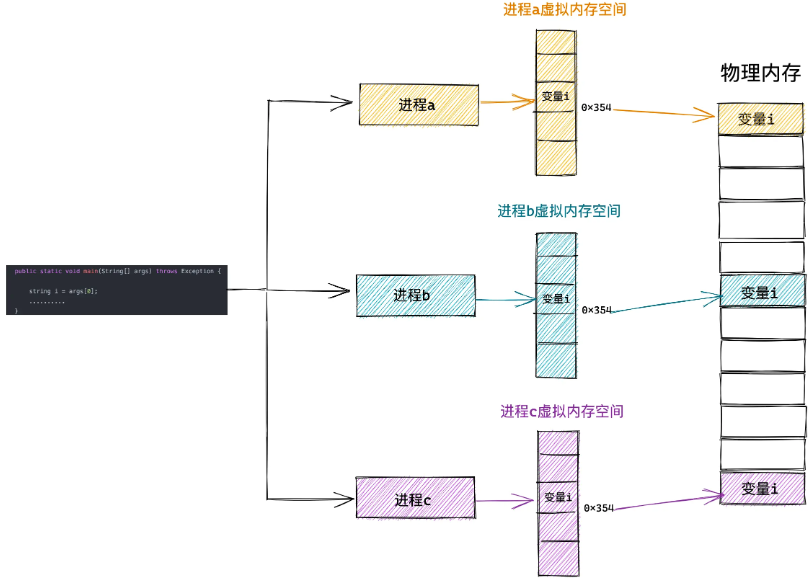 进程a虚拟内存空间
物理内存
进程a
变量i
0×354
变量i
进程b虚拟内存空间
public static void main(String[] args) throws Exception {
string i = args[0];
..........
}
进程b
变量i
0×354
变量i
进程c虚拟内存空间
进程c
变量i
0×354
变量i